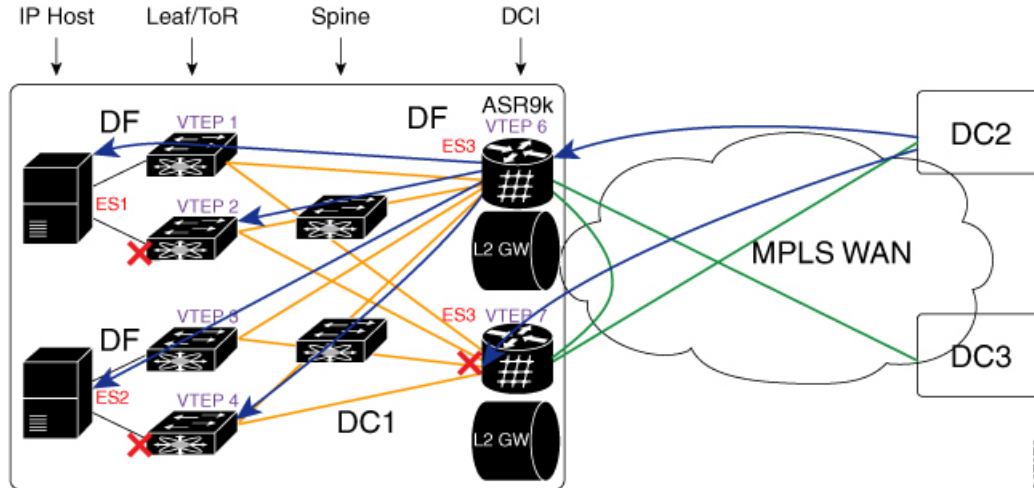 IP Host Leaf/ToR Spine DCI
DF VTEP 1 DF ASR9k
VTEP 6
ES3
DC2
ES1 VTEP 2
L2 GW
MPLS WAN
ES3
VTEP 3 VTEP 7
DF
DC3
ES2
VTEP 4 DC1
L2 GW